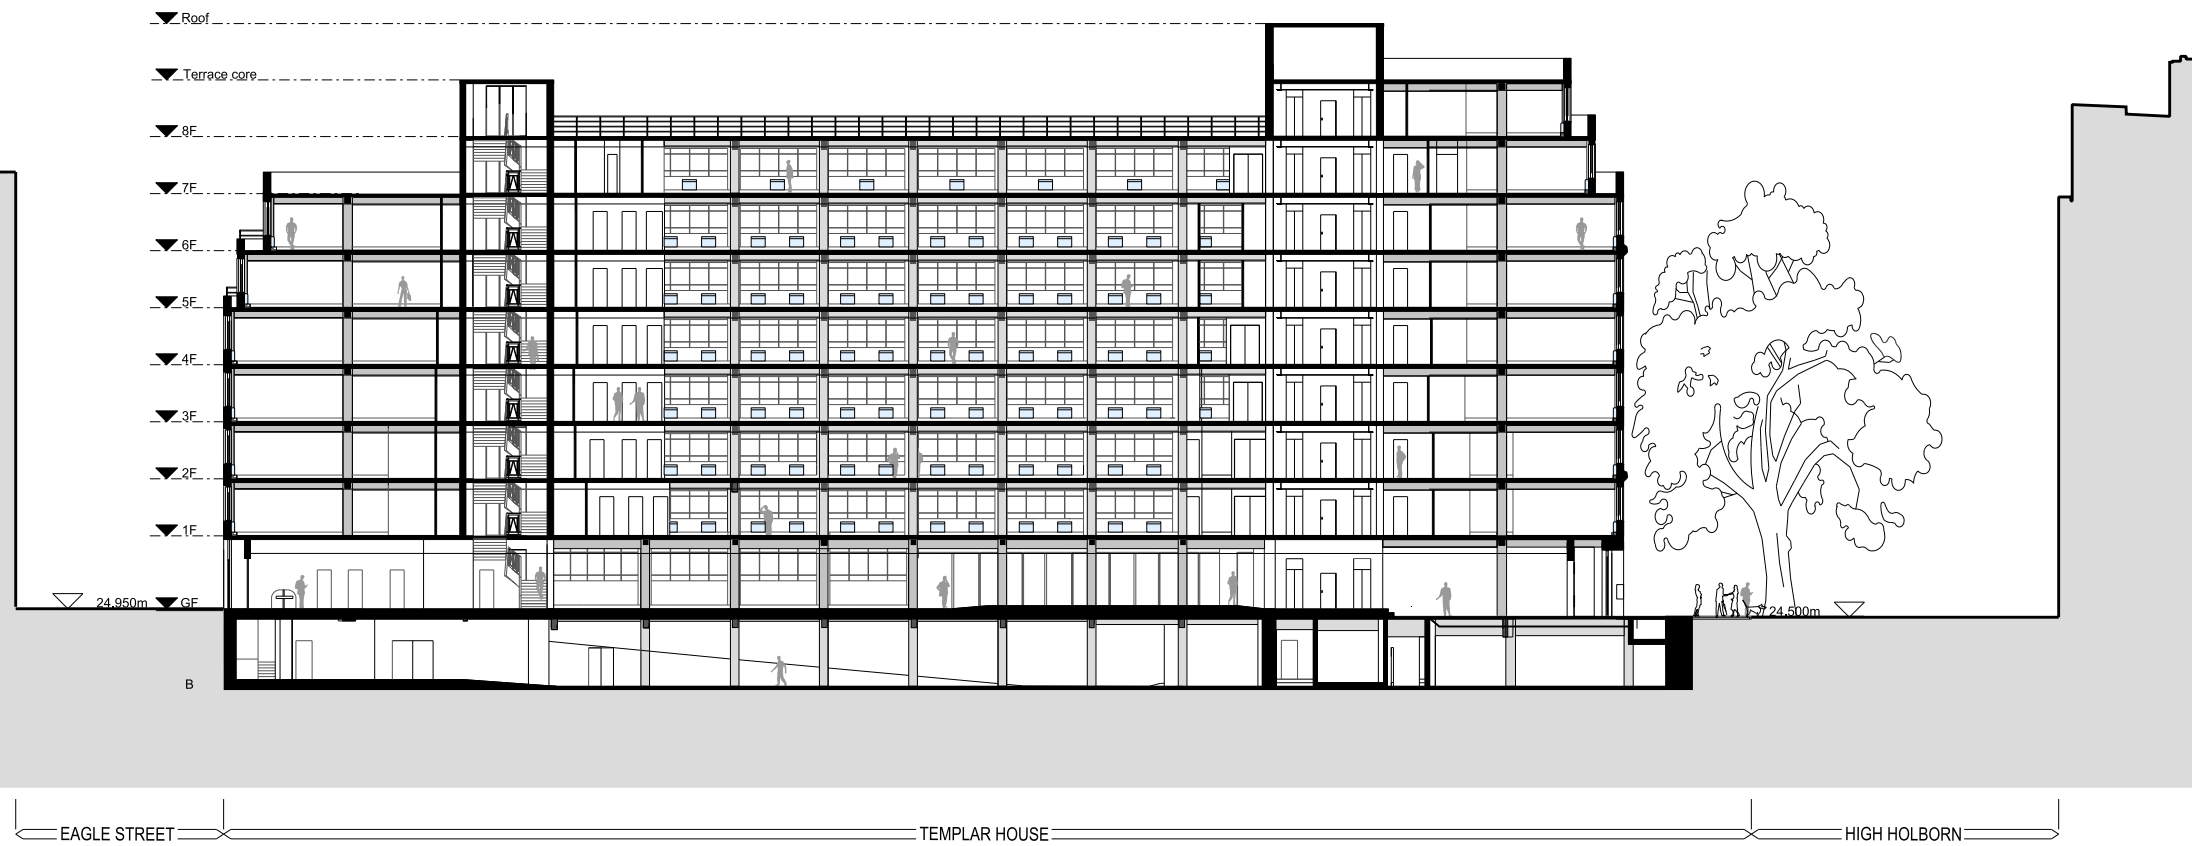 Roof
Terrace core
8F
7F
6F
5F
4F
3F
2F
1F
24.950m GF
24.500m
B
EAGLE STREET TEMPLAR HOUSE HIGH HOLBORN